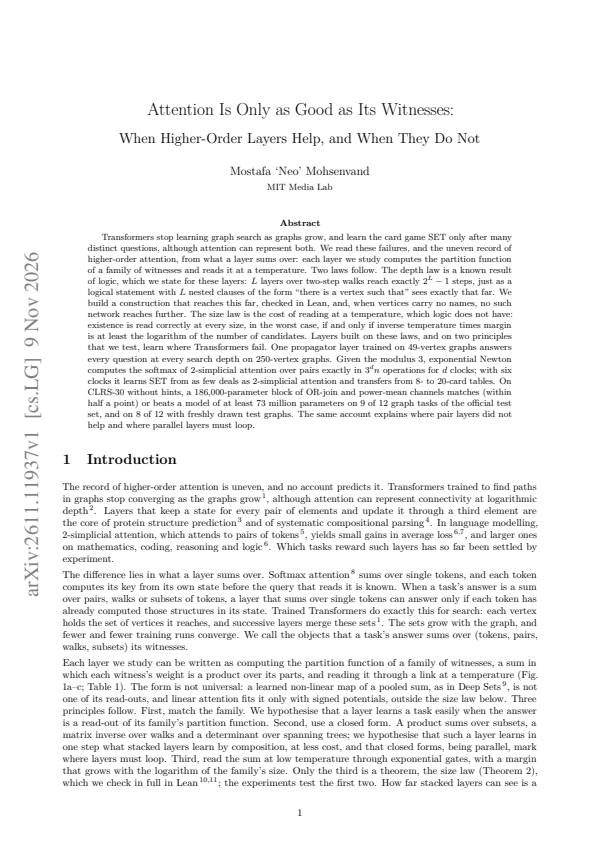 Attention Is Only as Good as Its Witnesses:
When Higher-Order Layers Help, and When They Do Not
Mostafa ‘Neo’ Mohsenvand
MIT Media Lab
Abstract
Transformers stop learning graph search as graphs grow, and learn the card game SET only after many
distinct questions, although attention can represent both. We read these failures, and the uneven record of
higher-order attention, from what a layer sums over: each layer we study computes the partition function
of a family of witnesses and reads it at a temperature. Two laws follow. The depth law is a known result
of logic, which we state for these layers: L layers over two-step walks reach exactly 2^L − 1 steps, just as a
logical statement with L nested clauses of the form “there is a vertex such that” sees exactly that far. We
build a construction that reaches this far, checked in Lean, and, when vertices carry no names, no such
network reaches further. The size law is the cost of reading at a temperature, which logic does not have:
existence is read correctly at every size, in the worst case, if and only if inverse temperature times margin
is at least the logarithm of the number of candidates. Layers built on these laws, and on two principles
that we test, learn where Transformers fail. One propagator layer trained on 49-vertex graphs answers
every question at every search depth on 250-vertex graphs. Given the modulus 3, exponential Newton
computes the softmax of 2-simplicial attention over pairs exactly in 3^d n operations for d clocks; with six
clocks it learns SET from as few deals as 2-simplicial attention and transfers from 8- to 20-card tables. On
CLRS-30 without hints, a 186,000-parameter block of OR-join and power-mean channels matches (within
half a point) or beats a model of at least 73 million parameters on 9 of 12 graph tasks of the official test
set, and on 8 of 12 with freshly drawn test graphs. The same account explains where pair layers did not
help and where parallel layers must loop.
1 Introduction
The record of higher-order attention is uneven, and no account predicts it. Transformers trained to find paths
in graphs stop converging as the graphs grow^1, although attention can represent connectivity at logarithmic
depth^2. Layers that keep a state for every pair of elements and update it through a third element are
the core of protein structure prediction^3 and of systematic compositional parsing^4. In language modelling,
2-simplicial attention, which attends to pairs of tokens^5, yields small gains in average loss^6,7, and larger ones
on mathematics, coding, reasoning and logic^6. Which tasks reward such layers has so far been settled by
experiment.
The difference lies in what a layer sums over. Softmax attention^8 sums over single tokens, and each token
computes its key from its own state before the query that reads it is known. When a task’s answer is a sum
over pairs, walks or subsets of tokens, a layer that sums over single tokens can answer only if each token has
already computed those structures in its state. Trained Transformers do exactly this for search: each vertex
holds the set of vertices it reaches, and successive layers merge these sets^1. The sets grow with the graph, and
fewer and fewer training runs converge. We call the objects that a task’s answer sums over (tokens, pairs,
walks, subsets) its witnesses.
Each layer we study can be written as computing the partition function of a family of witnesses, a sum in
which each witness’s weight is a product over its parts, and reading it through a link at a temperature (Fig.
1a–c; Table 1). The form is not universal: a learned non-linear map of a pooled sum, as in Deep Sets^9, is not
one of its read-outs, and linear attention fits it only with signed potentials, outside the size law below. Three
principles follow. First, match the family. We hypothesise that a layer learns a task easily when the answer
is a read-out of its family’s partition function. Second, use a closed form. A product sums over subsets, a
matrix inverse over walks and a determinant over spanning trees; we hypothesise that such a layer learns in
one step what stacked layers learn by composition, at less cost, and that closed forms, being parallel, mark
where layers must loop. Third, read the sum at low temperature through exponential gates, with a margin
that grows with the logarithm of the family’s size. Only the third is a theorem, the size law (Theorem 2),
which we check in full in Lean^10,11; the experiments test the first two. How far stacked layers can see is a
1
arXiv:2611.11937v1 [cs.LG] 9 Nov 2026